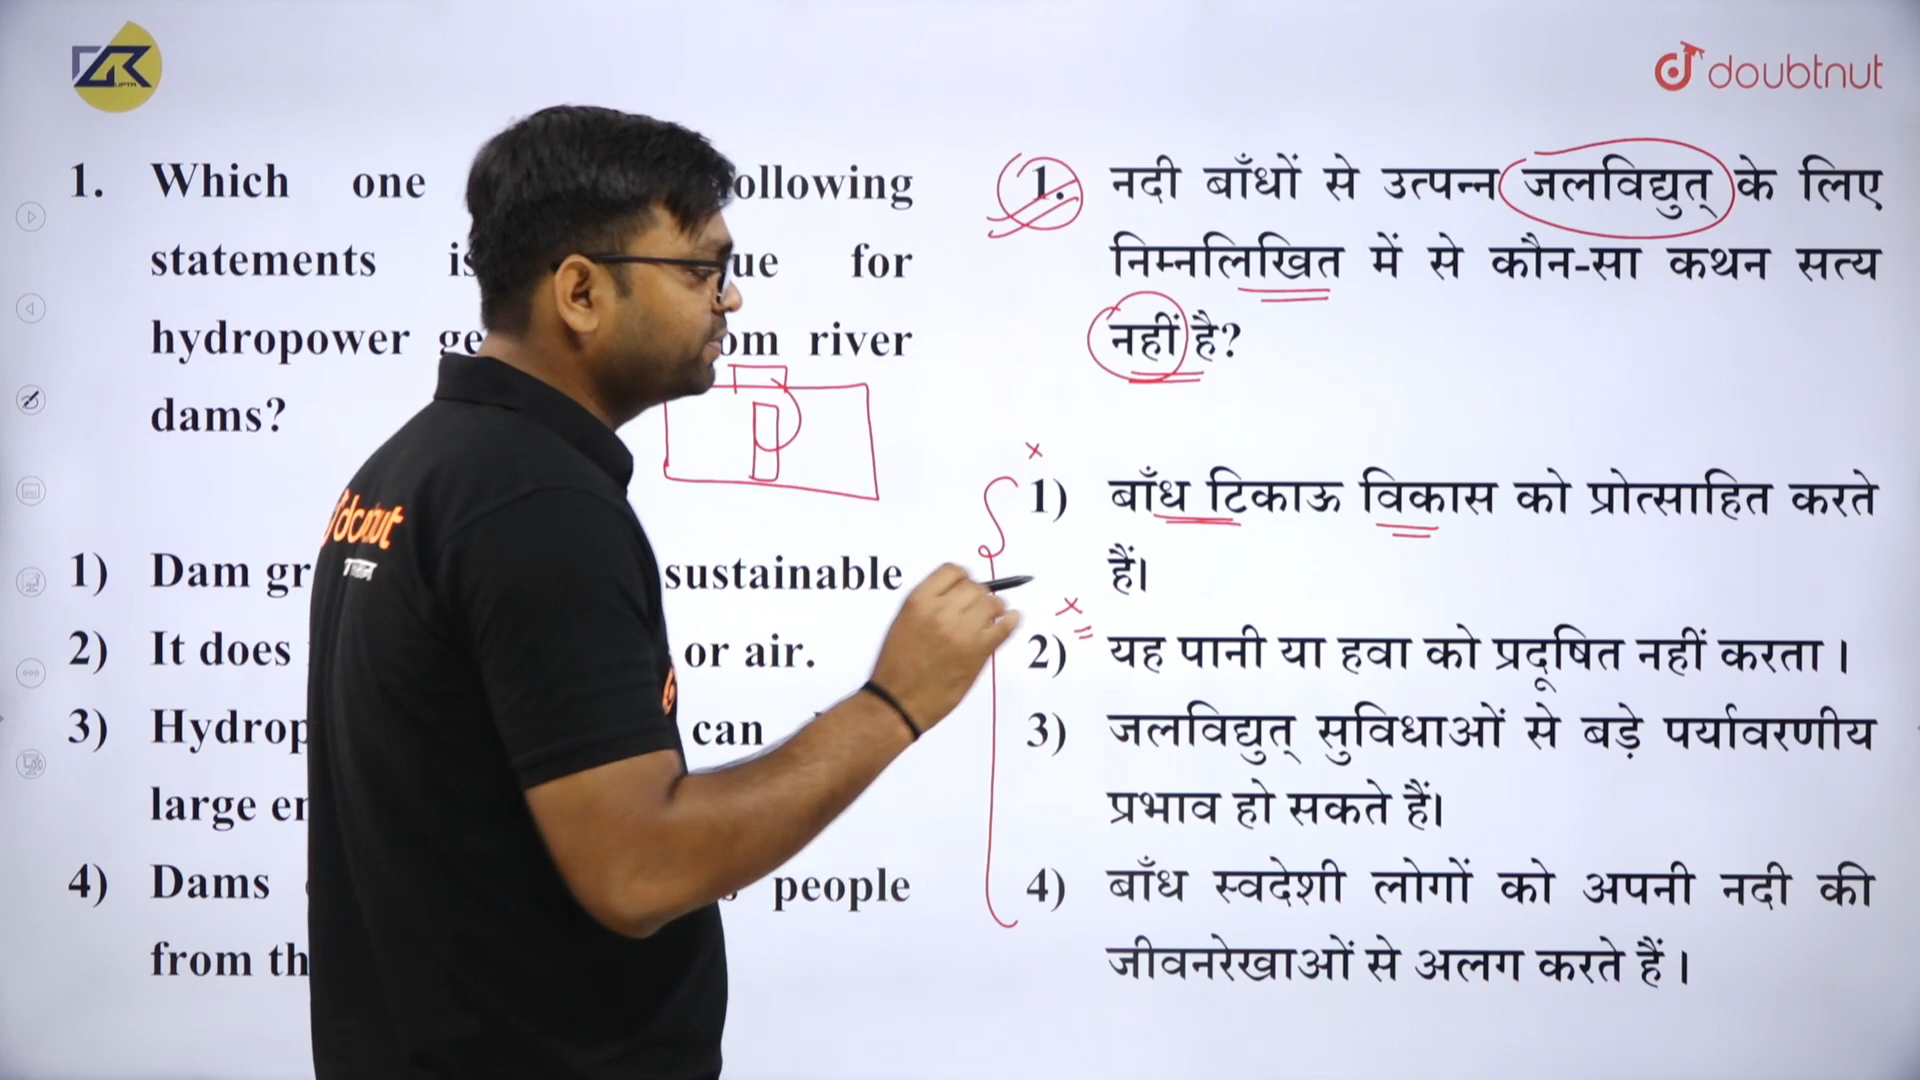 doubtnut
1. Which one ollowing
statements is ue for
hydropower ge om river
dams?
1) Dam gr sustainable
2) It does or air.
3) Hydrop can
large en
4) Dams people
from th
1. नदी बाँधों से उत्पन्न जलविद्युत् के लिए
निम्नलिखित में से कौन-सा कथन सत्य
नहीं है?
1) बाँध टिकाऊ विकास को प्रोत्साहित करते
हैं।
2) यह पानी या हवा को प्रदूषित नहीं करता।
3) जलविद्युत् सुविधाओं से बड़े पर्यावरणीय
प्रभाव हो सकते हैं।
4) बाँध स्वदेशी लोगों को अपनी नदी की
जीवनरेखाओं से अलग करते हैं।